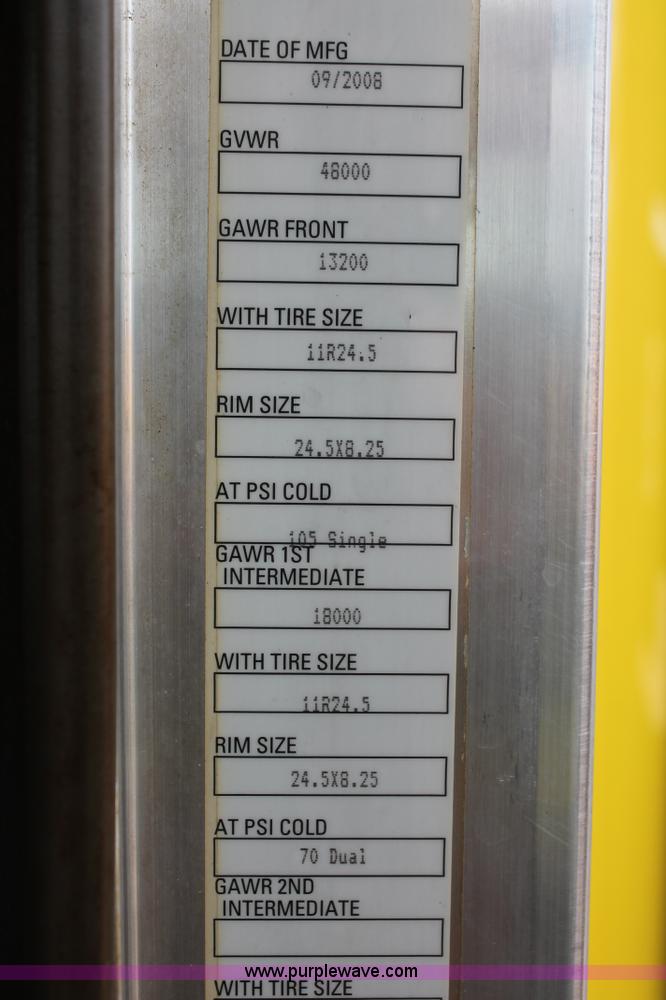 DATE OF MFG
09/2008
GVWR
48000
GAWR FRONT
13200
WITH TIRE SIZE
11R24.5
RIM SIZE
24.5X8.25
AT PSI COLD
105 Single
GAWR 1ST
INTERMEDIATE
18000
WITH TIRE SIZE
11R24.5
RIM SIZE
24.5X8.25
AT PSI COLD
70 Dual
GAWR 2ND
INTERMEDIATE
www.purplewave.com
WITH TIRE SIZE